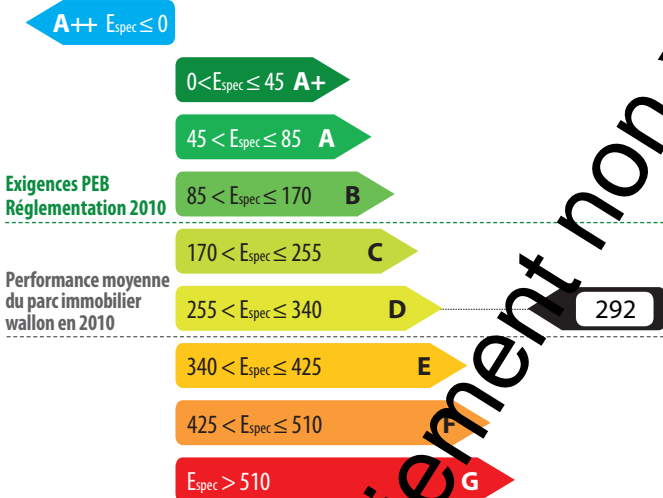 A++ Espec ≤ 0
0<Espec ≤ 45 A+
45 < Espec ≤ 85 A
Exigences PEB
Réglementation 2010
85 < Espec ≤ 170 B
170 < Espec ≤ 255 C
Performance moyenne
du parc immobilier
wallon en 2010
255 < Espec ≤ 340 D
292
340 < Espec ≤ 425 E
425 < Espec ≤ 510 F
Espec > 510 G
non